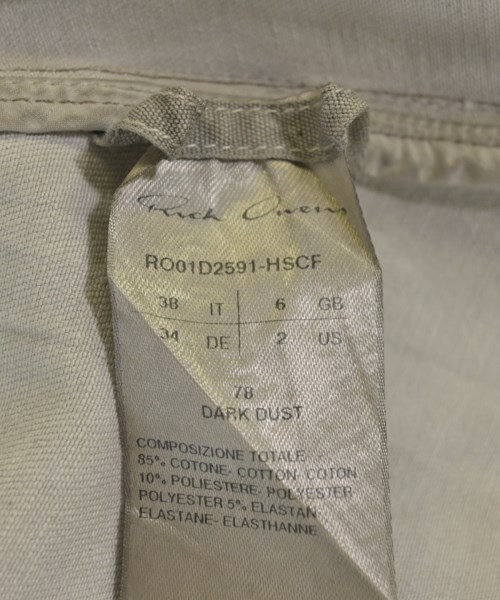 Rick Owens
RO01D2591-HSCF
38 IT 6 GB
34 DE 2 US
78
DARK DUST
COMPOSIZIONE TOTALE
85% COTONE- COTTON- COTON
10% POLIESTERE- POLYESTER-
POLYESTER 5% ELASTAN-
ELASTANE- ELASTHANNE